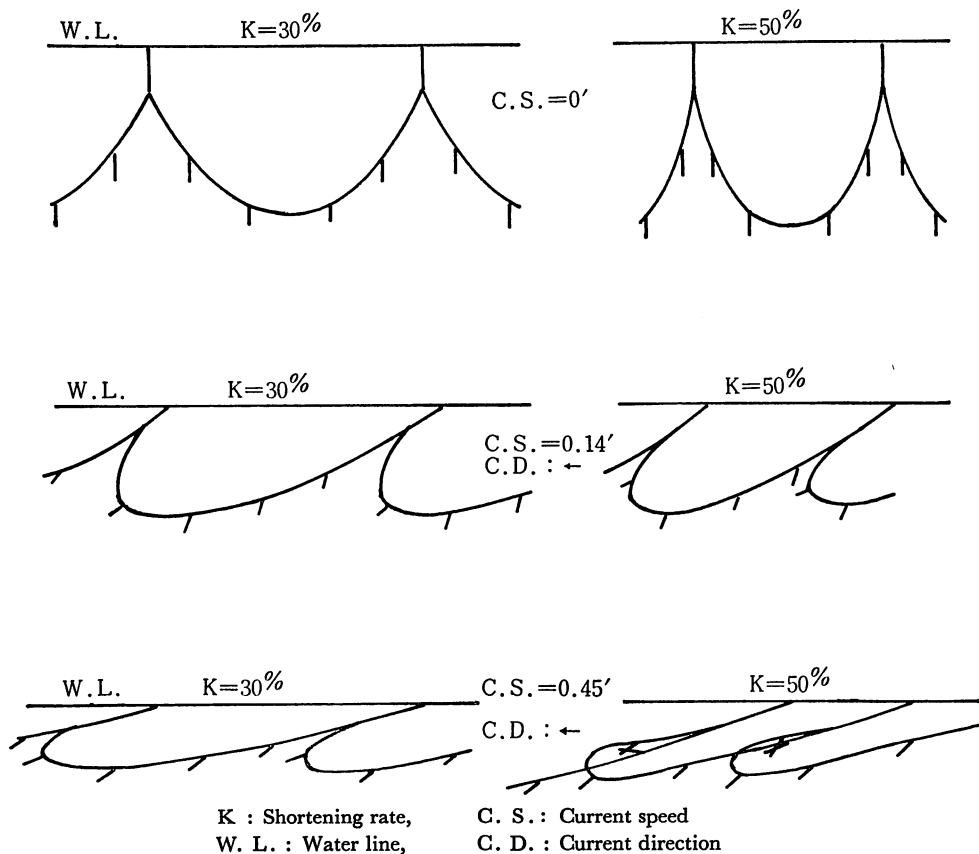 W.L. K=30% K=50%
C.S.=0′
W.L. K=30% K=50%
C.S.=0.14′
C.D. : ←
W.L. K=30% C.S.=0.45′ K=50%
C.D. : ←
K : Shortening rate, C. S. : Current speed
W. L. : Water line, C. D. : Current direction